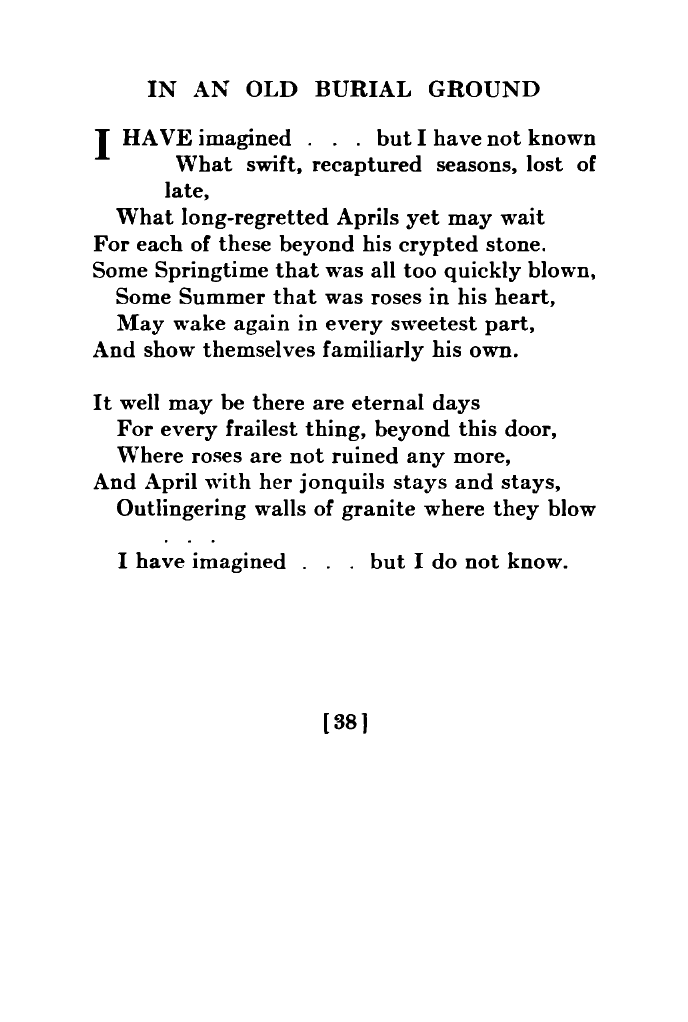 IN AN OLD BURIAL GROUND
I HAVE imagined . . . but I have not known
What swift, recaptured seasons, lost of
late,
What long-regretted Aprils yet may wait
For each of these beyond his crypted stone.
Some Springtime that was all too quickly blown,
Some Summer that was roses in his heart,
May wake again in every sweetest part,
And show themselves familiarly his own.
It well may be there are eternal days
For every frailest thing, beyond this door,
Where roses are not ruined any more,
And April with her jonquils stays and stays,
Outlingering walls of granite where they blow
. . .
I have imagined . . . but I do not know.
[38]